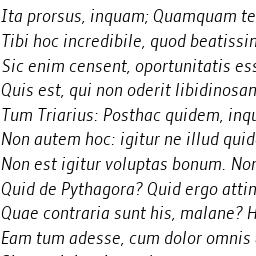 Ita prorsus, inquam; Quamquam te
Tibi hoc incredibile, quod beatissin
Sic enim censent, oportunitatis ess
Quis est, qui non oderit libidinosan
Tum Triarius: Posthac quidem, inqu
Non autem hoc: igitur ne illud quid
Non est igitur voluptas bonum. Non
Quid de Pythagora? Quid ergo attin
Quae contraria sunt his, malane? H
Eam tum adesse, cum dolor omnis